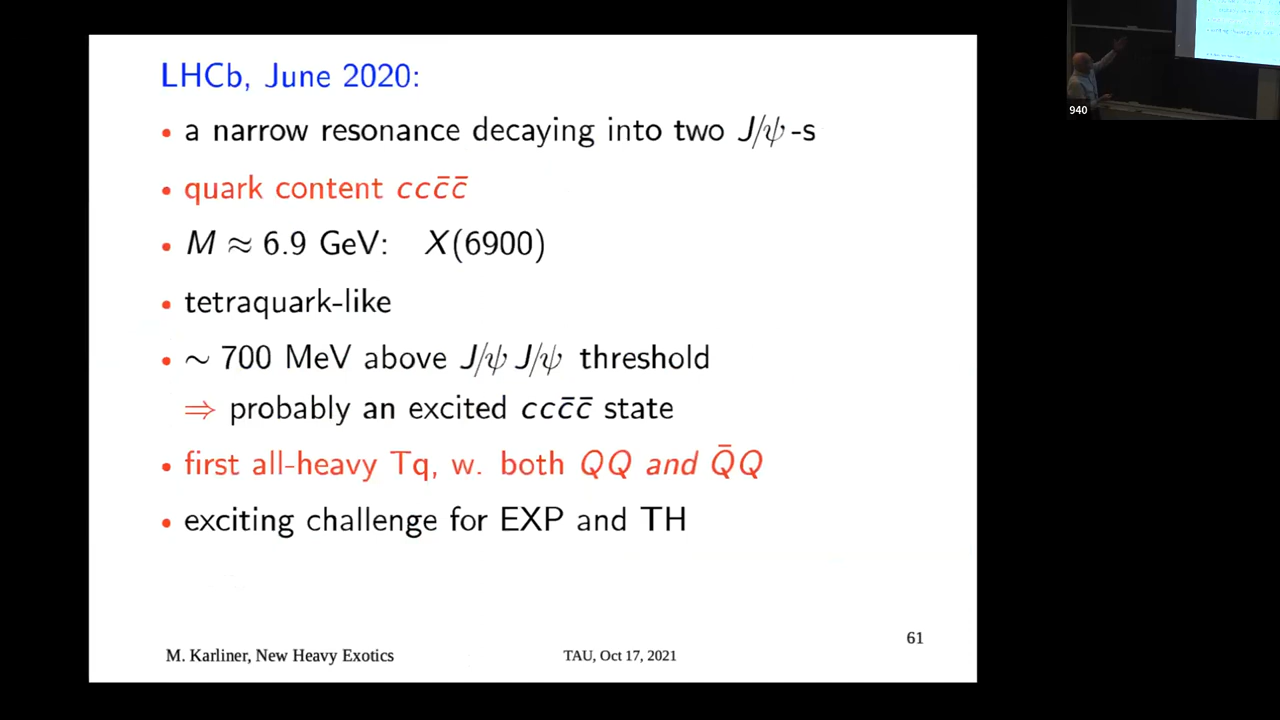 LHCb, June 2020:
• a narrow resonance decaying into two J/ψ -s
• quark content ccc̄c̄
• M ≈ 6.9 GeV: X(6900)
• tetraquark-like
• ∼ 700 MeV above J/ψ J/ψ threshold
⇒ probably an excited ccc̄c̄ state
• first all-heavy Tq, w. both QQ and Q̄Q
• exciting challenge for EXP and TH
61
M. Karliner, New Heavy Exotics TAU, Oct 17, 2021
940